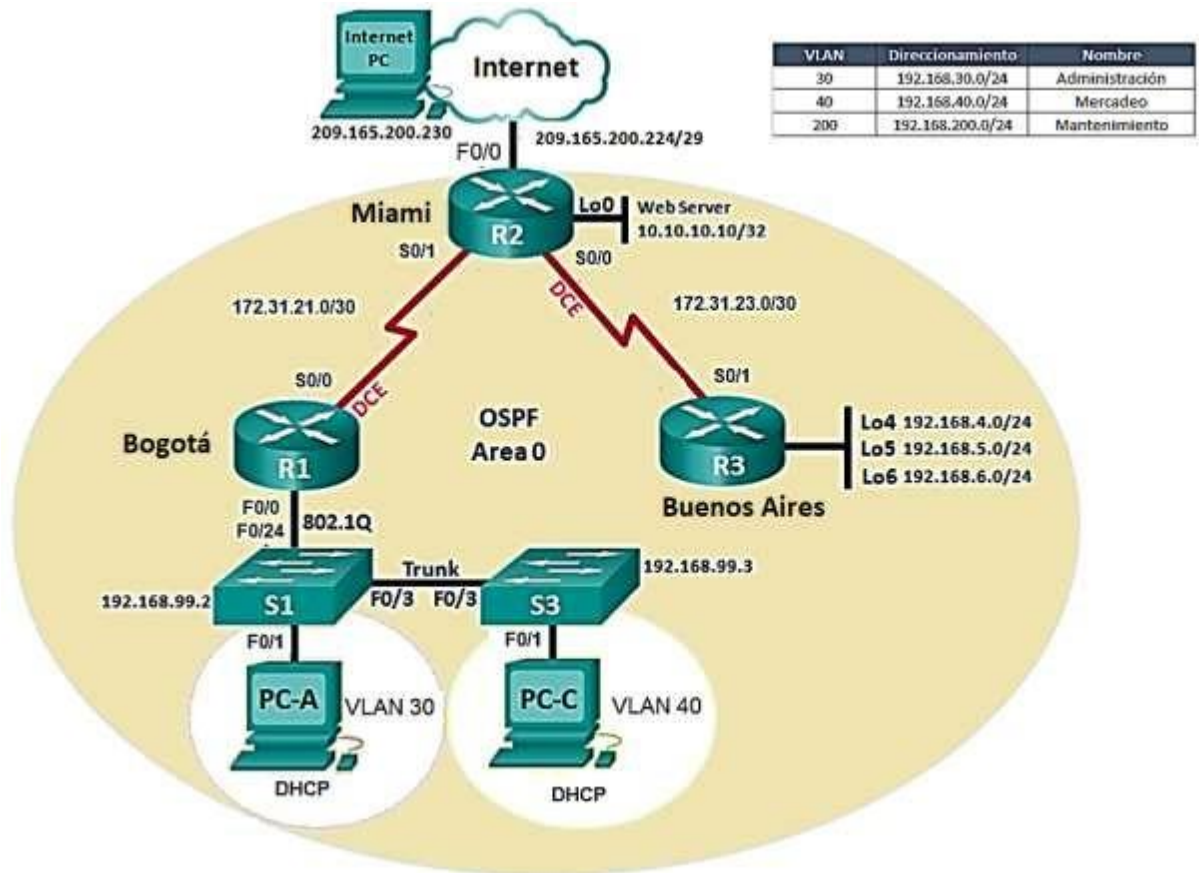 Internet
PC
Internet
209.165.200.230
209.165.200.224/29
F0/0
VLAN Direccionamiento Nombre
30 192.168.30.0/24 Administración
40 192.168.40.0/24 Mercadeo
200 192.168.200.0/24 Mantenimiento
Miami
R2
Lo0
Web Server
10.10.10.10/32
S0/1
S0/0
DCE
172.31.21.0/30
172.31.23.0/30
S0/0
DCE
S0/1
OSPF
Area 0
Bogotá
R1
R3
Buenos Aires
Lo4 192.168.4.0/24
Lo5 192.168.5.0/24
Lo6 192.168.6.0/24
F0/0
F0/24
802.1Q
Trunk
192.168.99.3
192.168.99.2
S1
F0/3 F0/3
S3
F0/1
F0/1
PC-A
VLAN 30
PC-C
VLAN 40
DHCP
DHCP